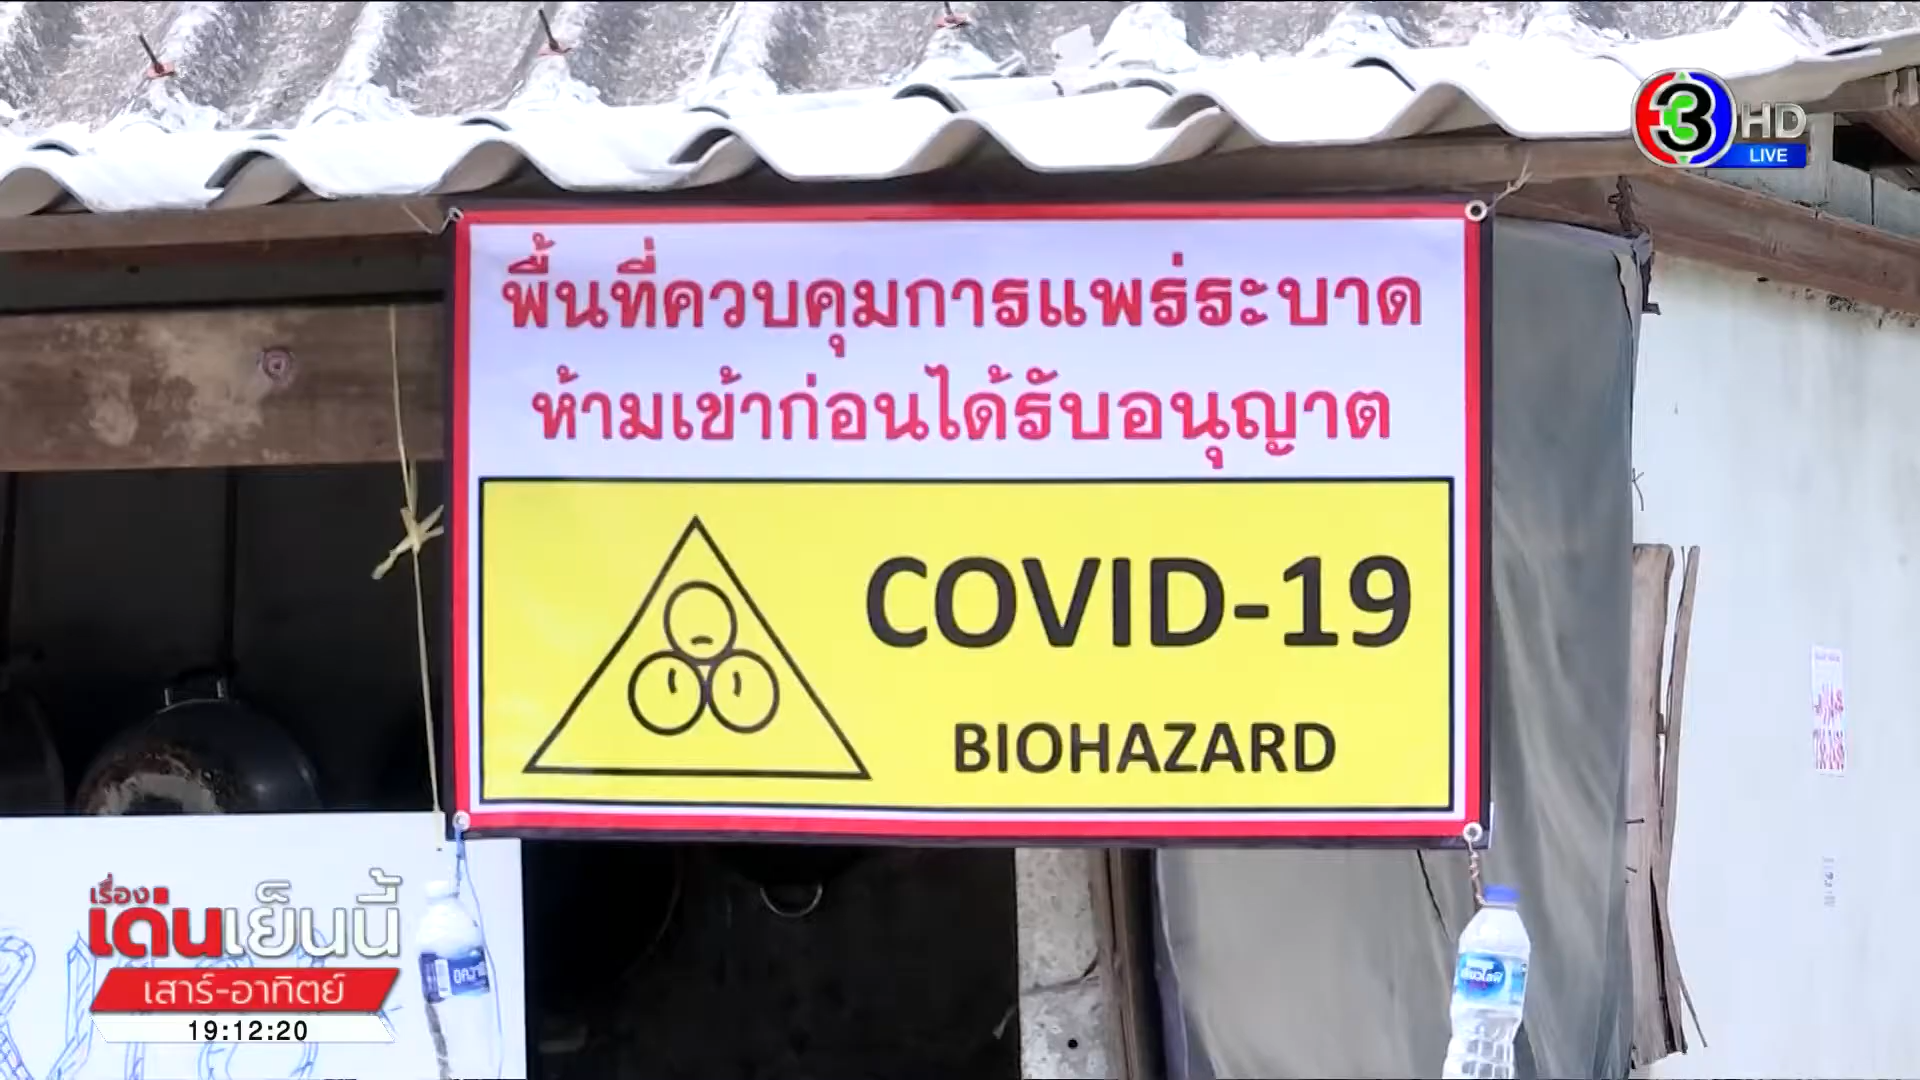 3HD
LIVE
พื้นที่ควบคุมการแพร่ระบาด
ห้ามเข้าก่อนได้รับอนุญาต
COVID-19
BIOHAZARD
เรื่อง
เด่นเย็นนี้
เสาร์-อาทิตย์
19:12:20